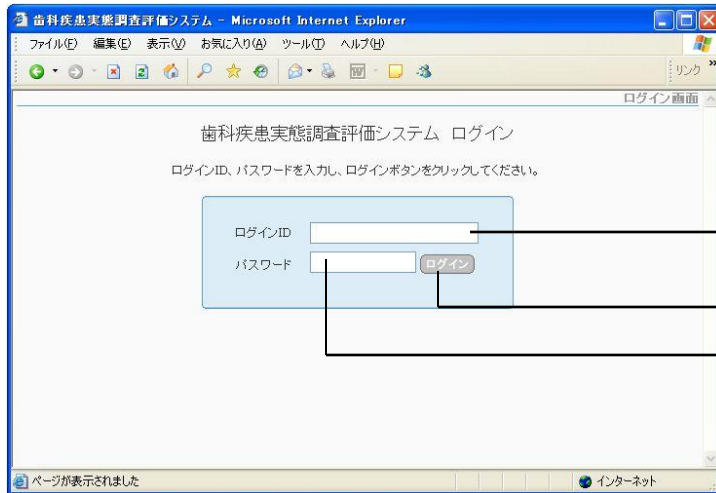 歯科疾患実態調査評価システム - Microsoft Internet Explorer
ファイル(F) 編集(E) 表示(V) お気に入り(A) ツール(T) ヘルプ(H)
リンク »
ログイン画面
歯科疾患実態調査評価システム ログイン
ログインID、パスワードを入力し、ログインボタンをクリックしてください。
ログインID
パスワード ログイン
ページが表示されました インターネット